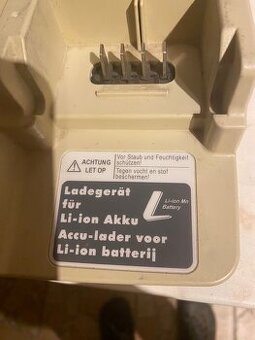 ACHTUNG
LET OP
Vor Staub und Feuchtigkeit
schützen!
Tegen vocht en stof
beschermen!
Ladegerät
für
Li-ion Akku
Accu-lader voor
Li-ion batterij
Li-ion Mn
Battery